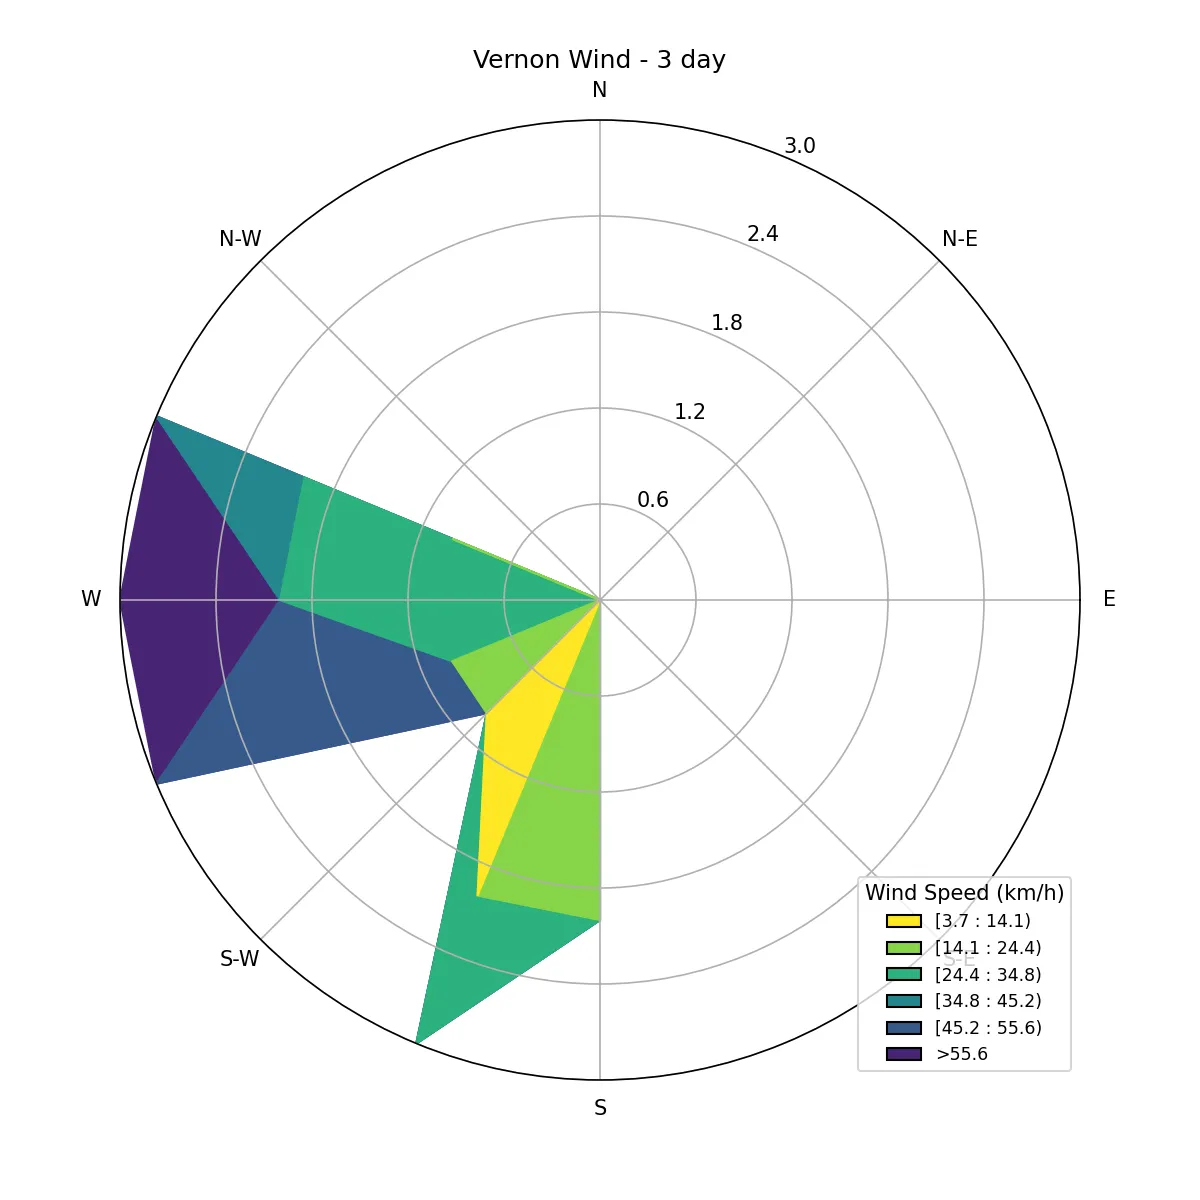 Vernon Wind - 3 day
N
3.0
N-W
2.4
N-E
1.8
1.2
0.6
W
E
Wind Speed (km/h)
[3.7 : 14.1)
[14.1 : 24.4)
S-W
S-E
[24.4 : 34.8)
[34.8 : 45.2)
[45.2 : 55.6)
>55.6
S